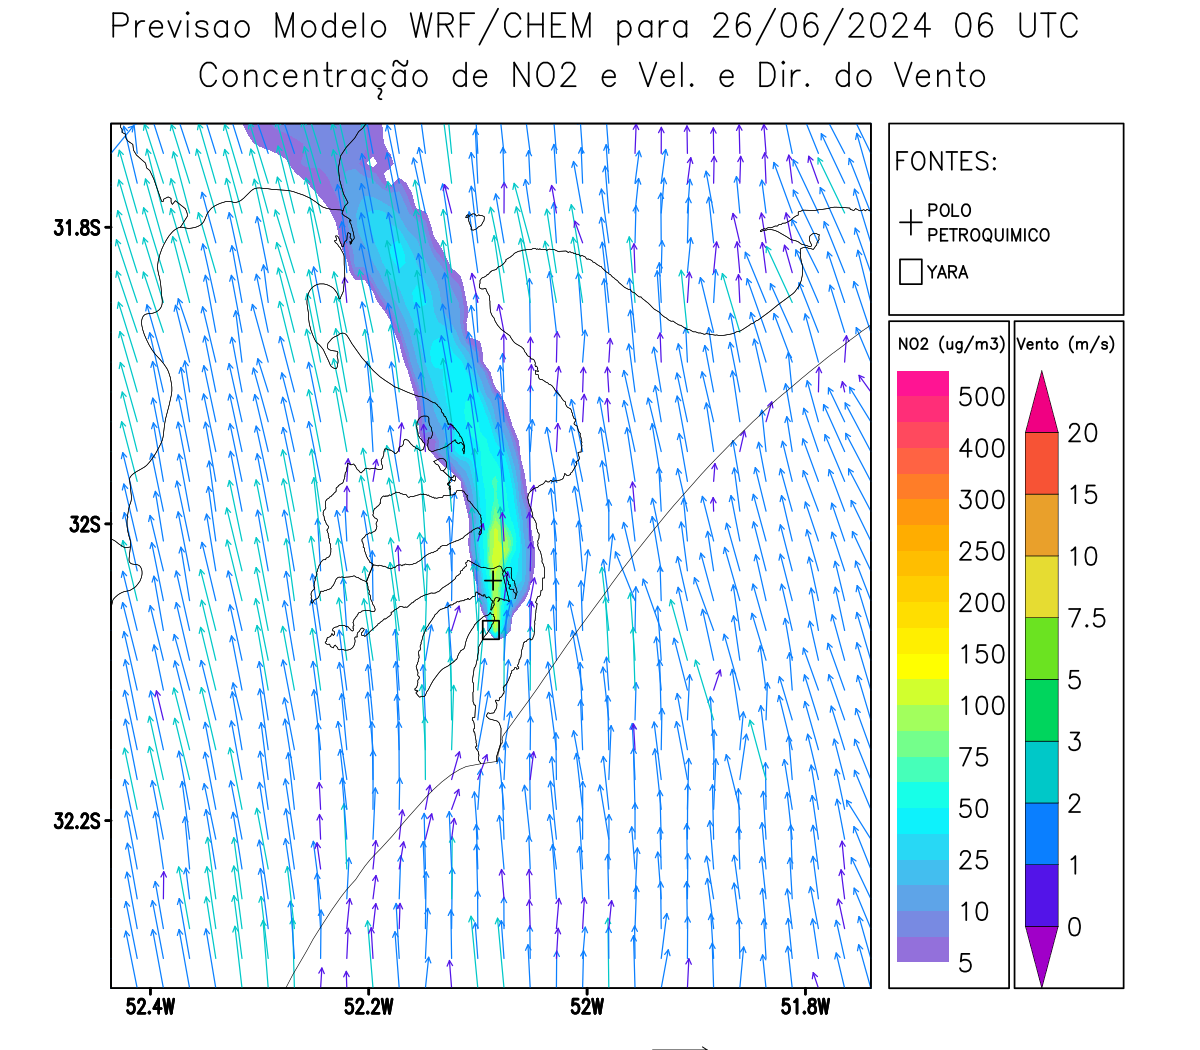 Previsao Modelo WRF/CHEM para 26/06/2024 06 UTC
Concentração de NO2 e Vel. e Dir. do Vento
FONTES:
POLO
PETROQUIMICO
YARA
NO2 (ug/m3)
500
400
300
250
200
150
100
75
50
25
10
5
Vento (m/s)
20
15
10
7.5
5
3
2
1
0
31.8S
32S
32.2S
52.4W
52.2W
52W
51.8W